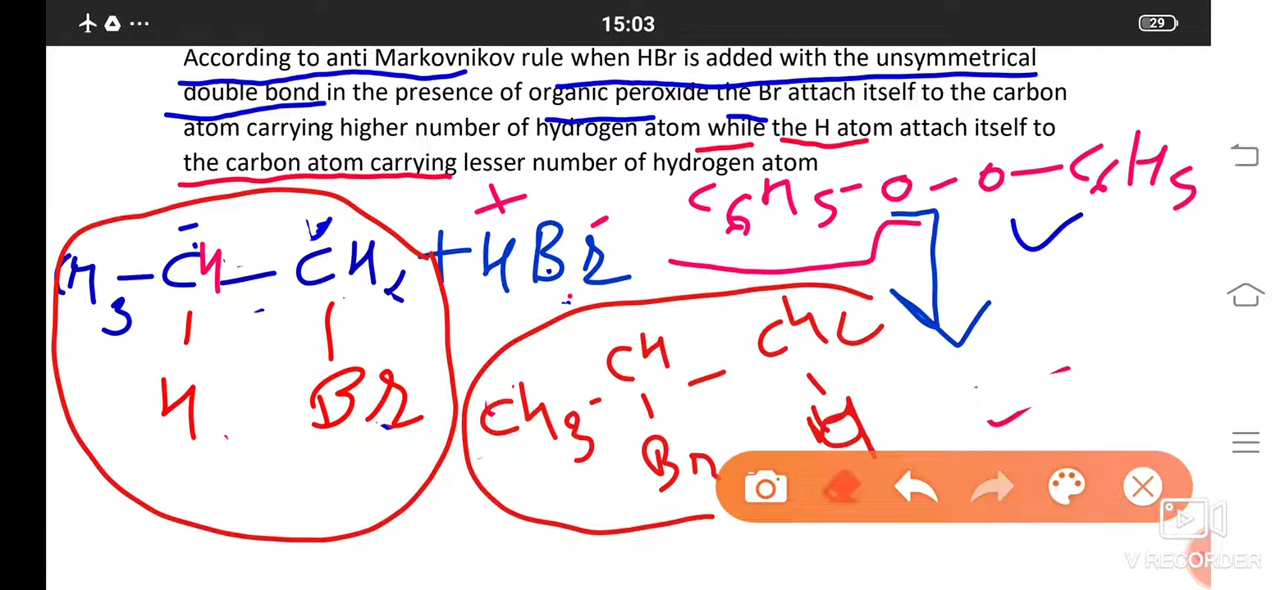 15:03
29
According to anti Markovnikov rule when HBr is added with the unsymmetrical
double bond in the presence of organic peroxide the Br attach itself to the carbon
atom carrying higher number of hydrogen atom while the H atom attach itself to
the carbon atom carrying lesser number of hydrogen atom
C6H5-O-O-C6H5
CH3-CH-CH2 + HBr
H Br
CH3-CH-CH2
Br H
V RECORDER